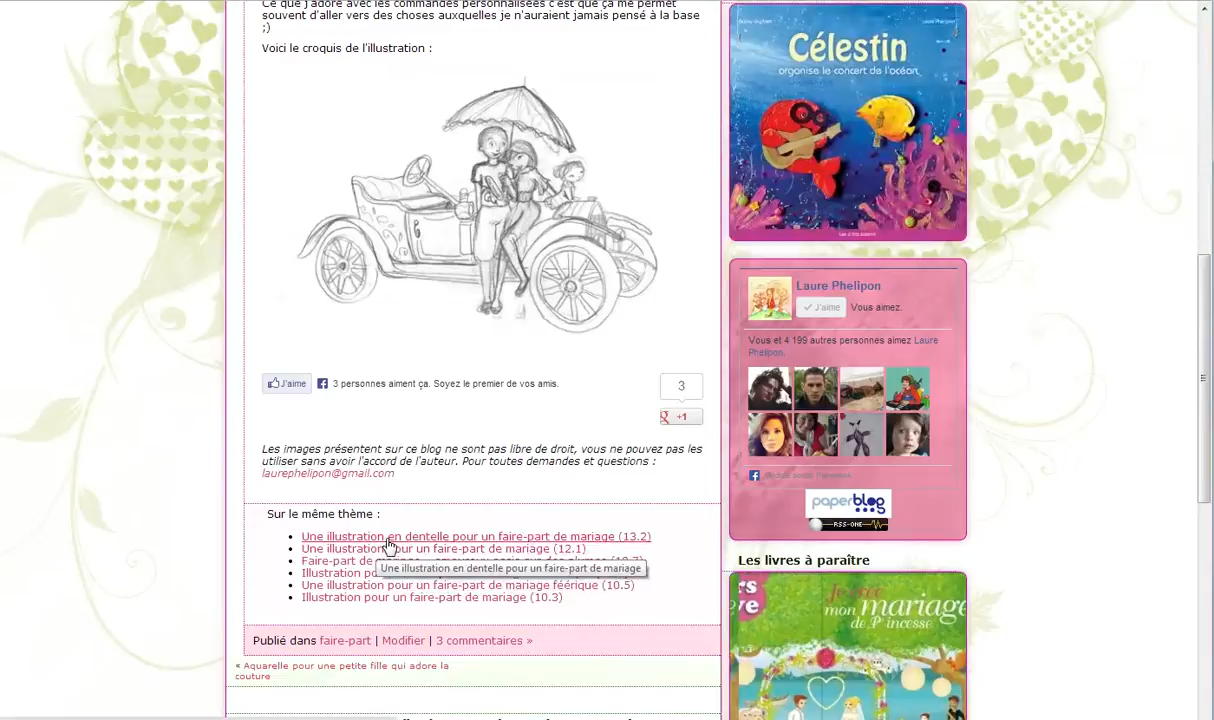 Ce que j'adore avec les commandes personnalisées c'est que ça me permet
souvent d'aller vers des choses auxquelles je n'auraient jamais pensé à la base
;)
Voici le croquis de l'illustration :
J'aime
3 personnes aiment ça. Soyez le premier de vos amis.
3
+1
Les images présentent sur ce blog ne sont pas libre de droit, vous ne pouvez pas les
utiliser sans avoir l'accord de l'auteur. Pour toutes demandes et questions :
laurephelipon@gmail.com
Sur le même thème :
Une illustration en dentelle pour un faire-part de mariage (13.2)
Une illustration pour un faire-part de mariage (12.1)
Faire-part de
Illustration po
Une illustration en dentelle pour un faire-part de mariage
Une illustration pour un faire-part de mariage féérique (10.5)
Illustration pour un faire-part de mariage (10.3)
Publié dans faire-part | Modifier | 3 commentaires »
« Aquarelle pour une petite fille qui adore la
couture
Célestin
organise le concert de l'océan
Laure Phelipon
J'aime
Vous aimez.
Vous et 4 199 autres personnes aimez Laure
Phelipon.
paperblog
RSS-ONE
Les livres à paraître
Je crée
mon mariage
de Princesse